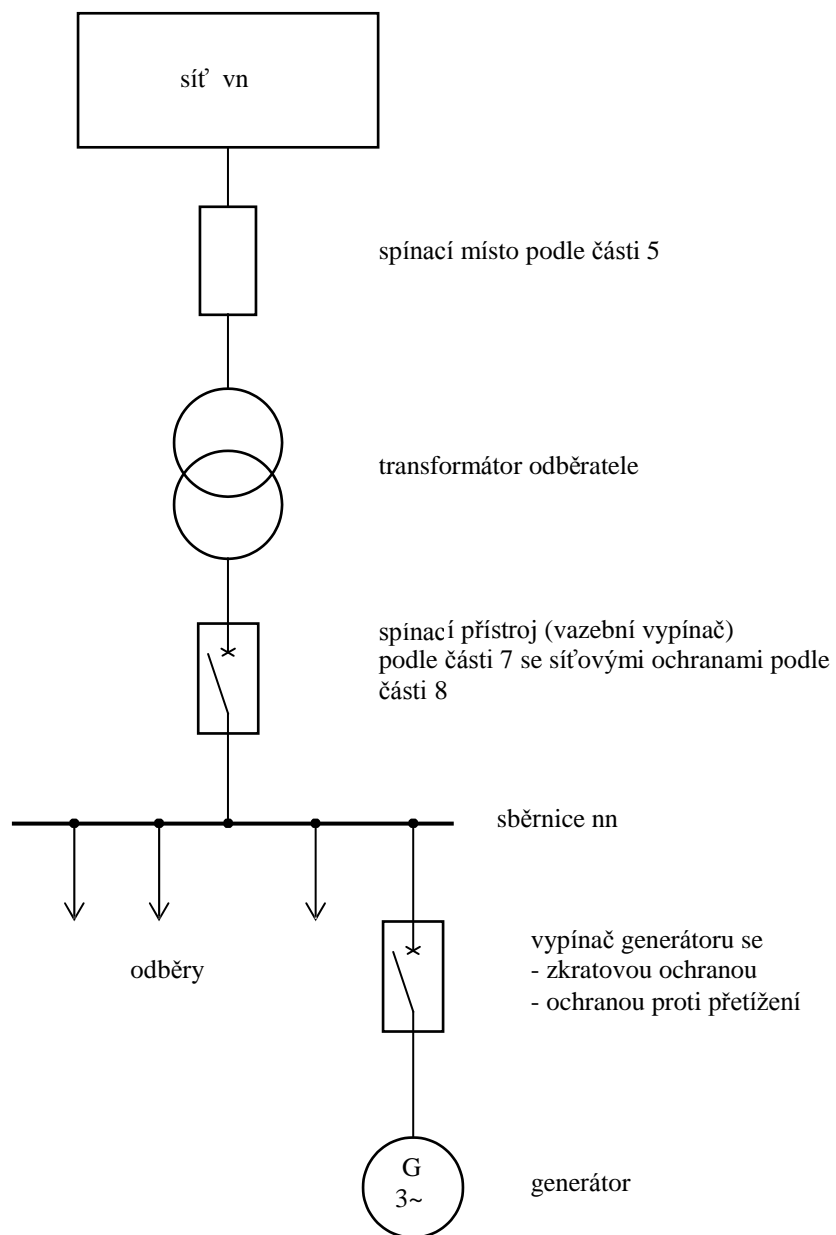 síť vn
spínací místo podle části 5
transformátor odběratele
spínací přístroj (vazební vypínač)
podle části 7 se síťovými ochranami podle
části 8
sběrnice nn
odběry
vypínač generátoru se
- zkratovou ochranou
- ochranou proti přetížení
G
3~
generátor